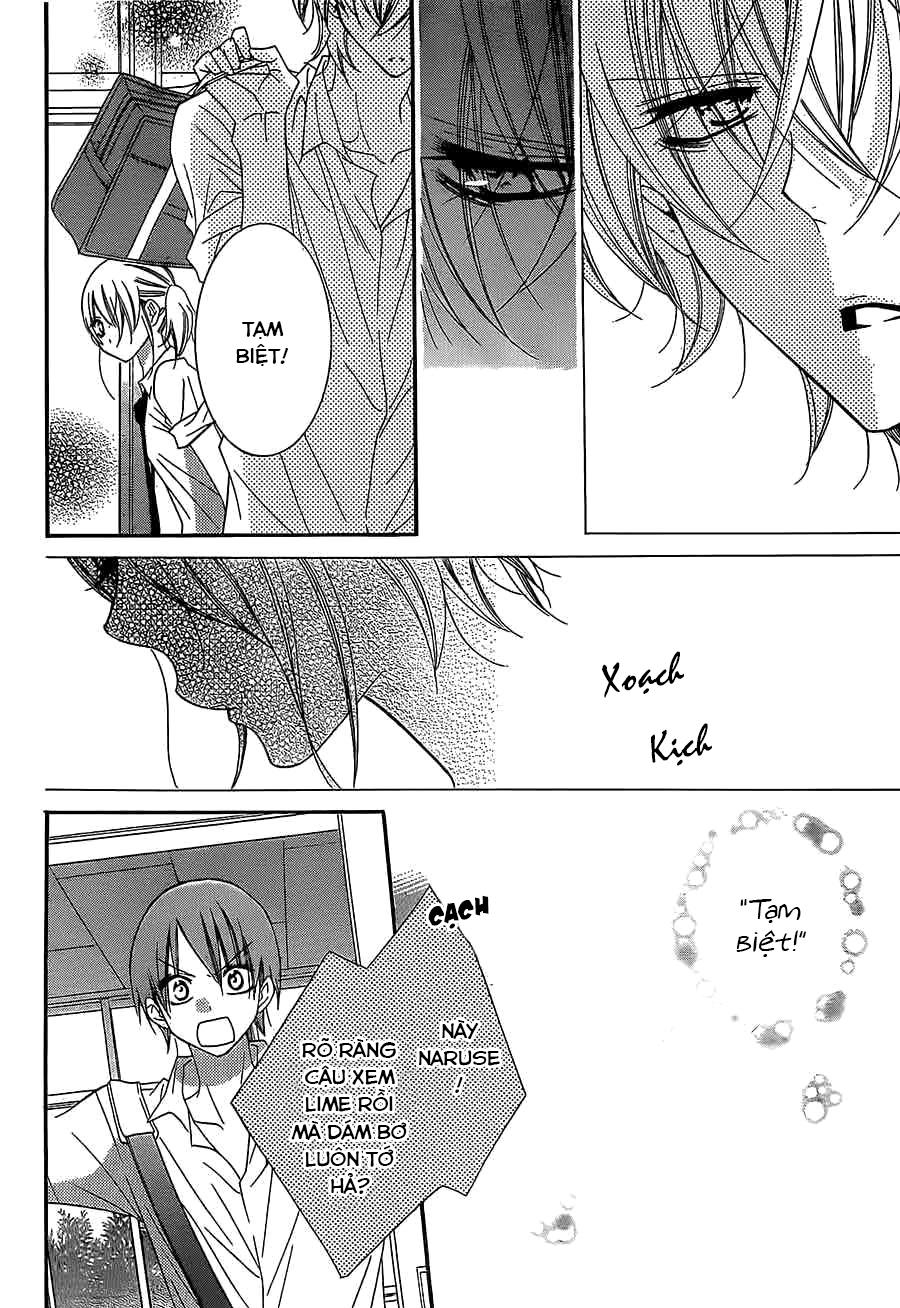 TẠM
BIỆT!
Xoạch
Kịch
"Tạm
Biệt!"
CẠCH
NÀY
NARUSE
!
RÕ RÀNG
CÂU XEM
LIME RỒI
MÀ DÁM BƠ
LUÔN TỚ
HẢ?